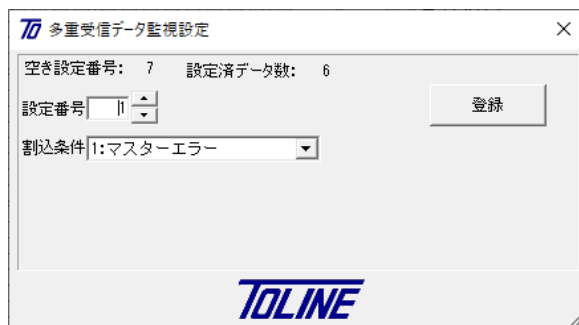 TO 多重受信データ監視設定
空き設定番号: 7 設定済データ数: 6
設定番号 1
登録
割込条件 1:マスターエラー
TOLINE